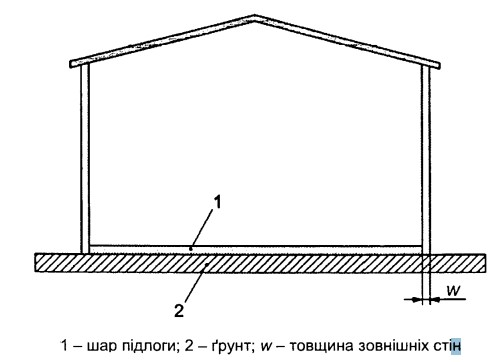 1
2
w
1 – шар підлоги; 2 – ґрунт; w – товщина зовнішніх стін